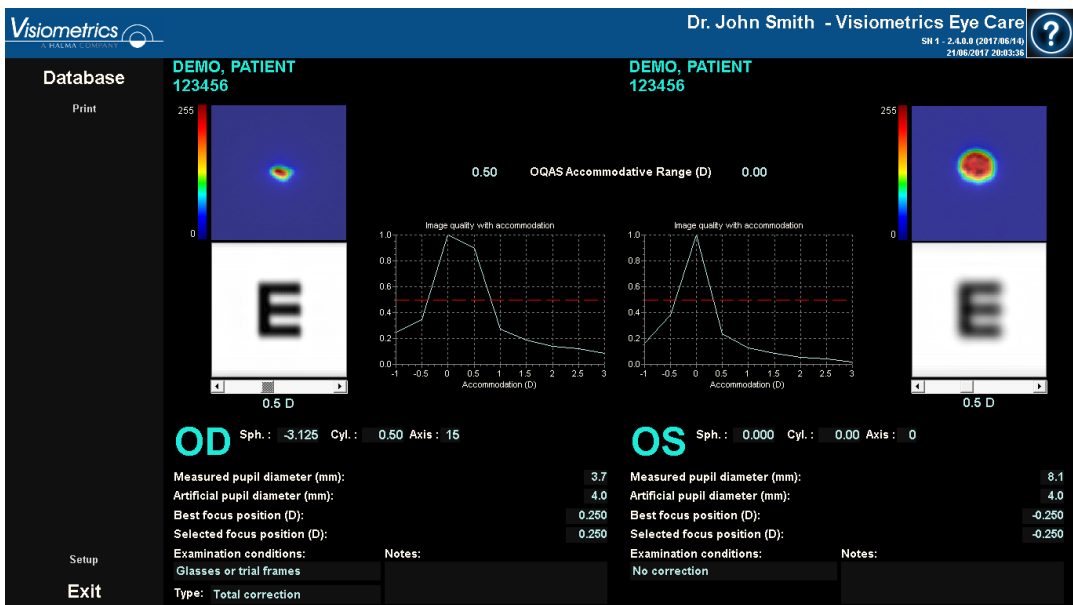 Visiometrics
A HALMA COMPANY
Dr. John Smith - Visiometrics Eye Care
SN 1 - 2.4.0.0 (2017/06/14)
21/06/2017 20:03:36
?
Database
Print
Setup
Exit
DEMO, PATIENT
123456
255
0
E
0.5 D
DEMO, PATIENT
123456
255
0
E
0.5 D
0.50 OQAS Accommodative Range (D) 0.00
Image quality with accommodation
1.0
0.8
0.6
0.4
0.2
0.0
-1 -0.5 0 0.5 1 1.5 2 2.5 3
Accommodation (D)
Image quality with accommodation
1.0
0.8
0.6
0.4
0.2
0.0
-1 -0.5 0 0.5 1 1.5 2 2.5 3
Accommodation (D)
OD Sph. : -3.125 Cyl. : 0.50 Axis : 15
Measured pupil diameter (mm): 3.7
Artificial pupil diameter (mm): 4.0
Best focus position (D): 0.250
Selected focus position (D): 0.250
Examination conditions: Notes:
Glasses or trial frames
Type: Total correction
OS Sph. : 0.000 Cyl. : 0.00 Axis : 0
Measured pupil diameter (mm): 8.1
Artificial pupil diameter (mm): 4.0
Best focus position (D): -0.250
Selected focus position (D): -0.250
Examination conditions: Notes:
No correction